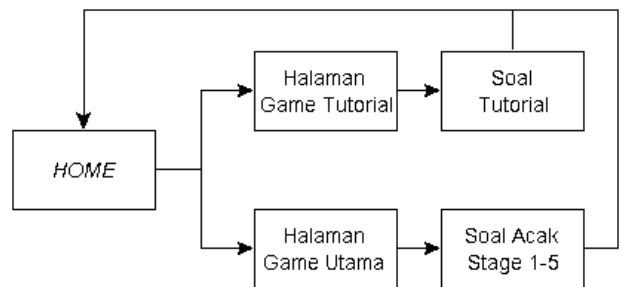 Halaman
Game Tutorial
Soal
Tutorial
HOME
Halaman
Game Utama
Soal Acak
Stage 1-5